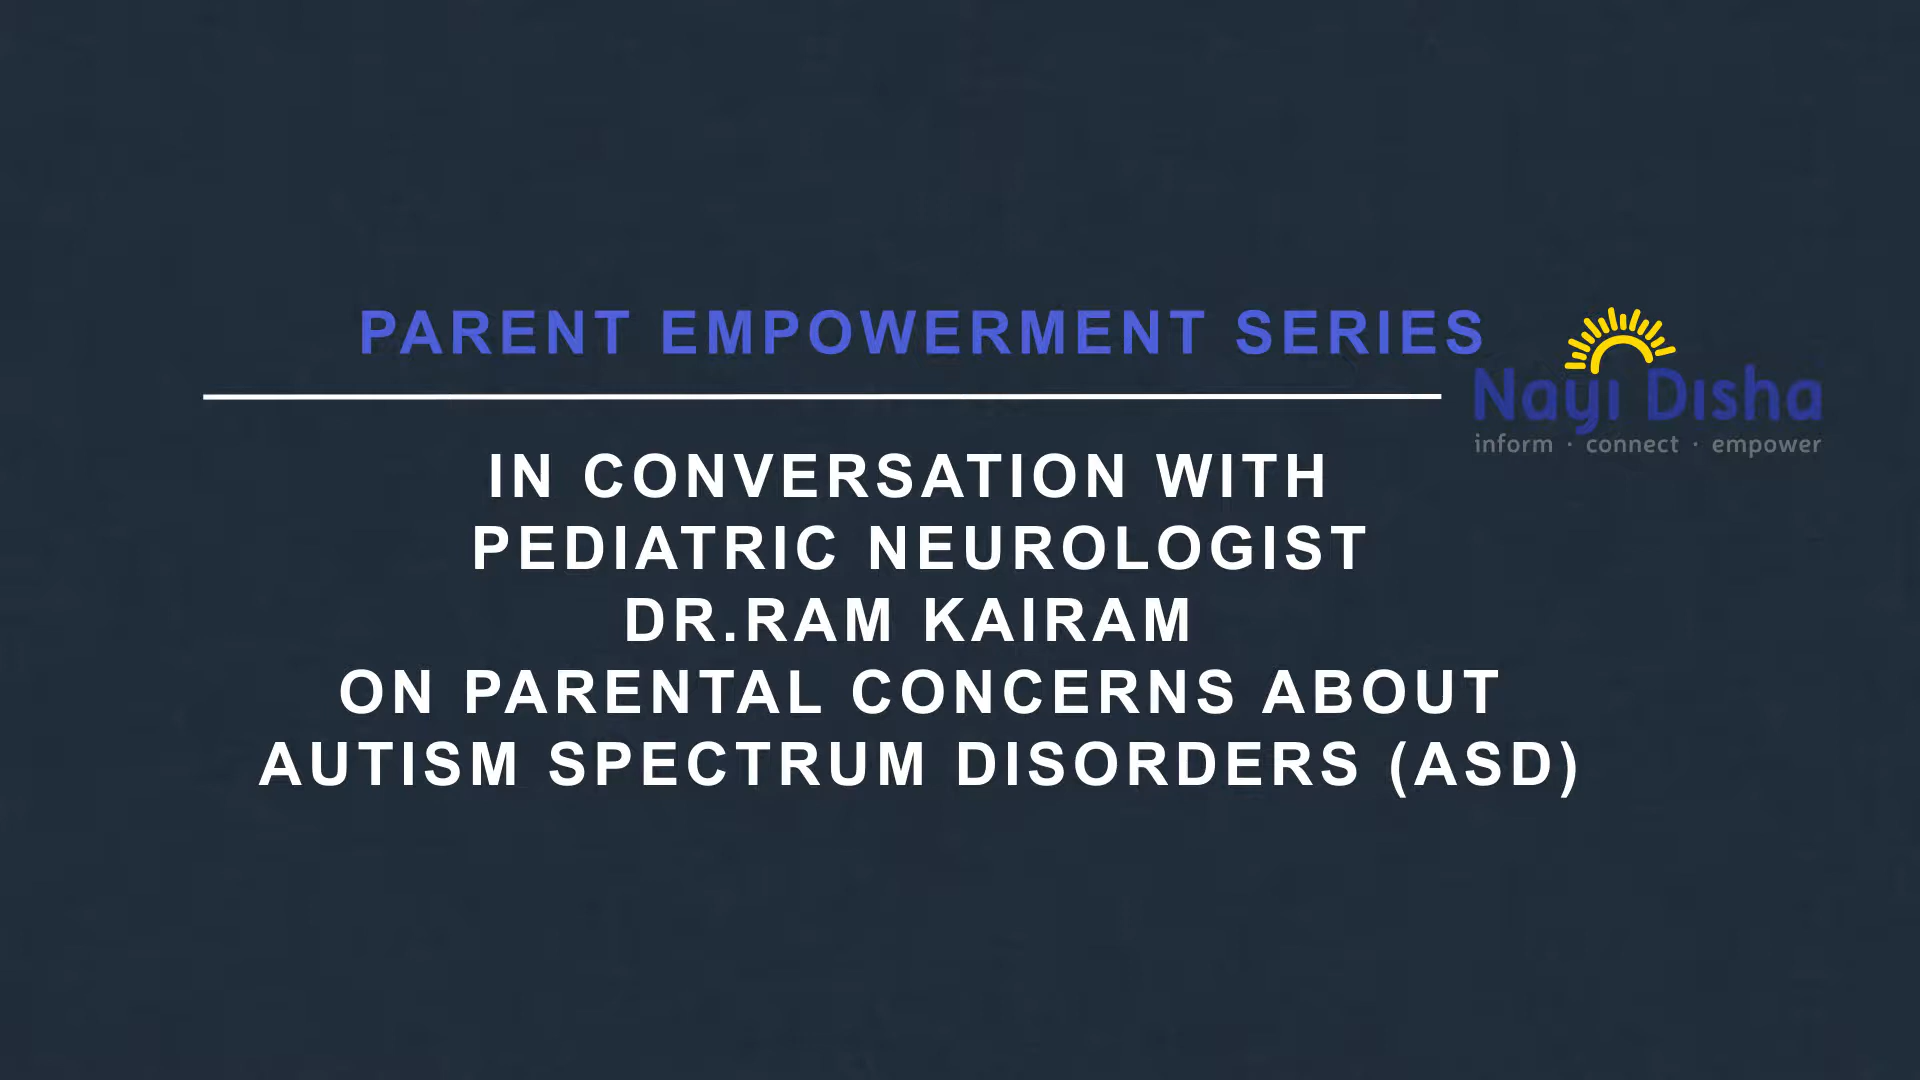 PARENT EMPOWERMENT SERIES
Nayi Disha
inform · connect · empower
IN CONVERSATION WITH
PEDIATRIC NEUROLOGIST
DR.RAM KAIRAM
ON PARENTAL CONCERNS ABOUT
AUTISM SPECTRUM DISORDERS (ASD)